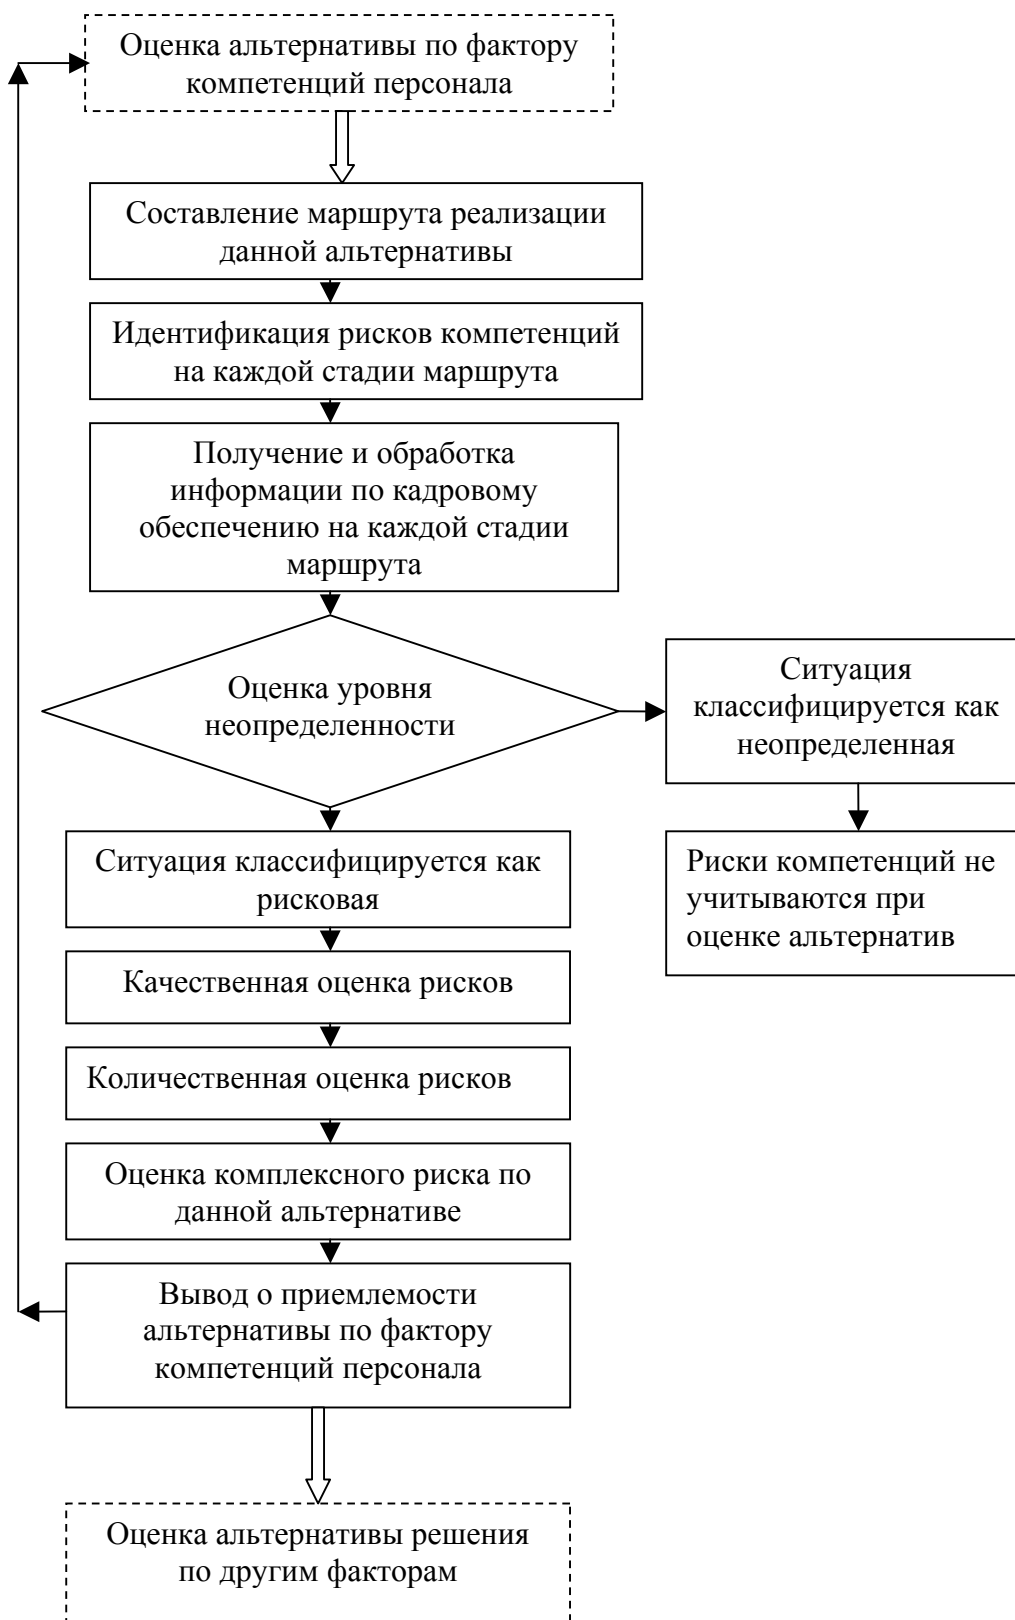 Оценка альтернативы по фактору
компетенций персонала
Составление маршрута реализации
данной альтернативы
Идентификация рисков компетенций
на каждой стадии маршрута
Получение и обработка
информации по кадровому
обеспечению на каждой стадии
маршрута
Оценка уровня
неопределенности
Ситуация
классифицируется как
неопределенная
Ситуация классифицируется как
рисковая
Риски компетенций не
учитываются при
оценке альтернатив
Качественная оценка рисков
Количественная оценка рисков
Оценка комплексного риска по
данной альтернативе
Вывод о приемлемости
альтернативы по фактору
компетенций персонала
Оценка альтернативы решения
по другим факторам